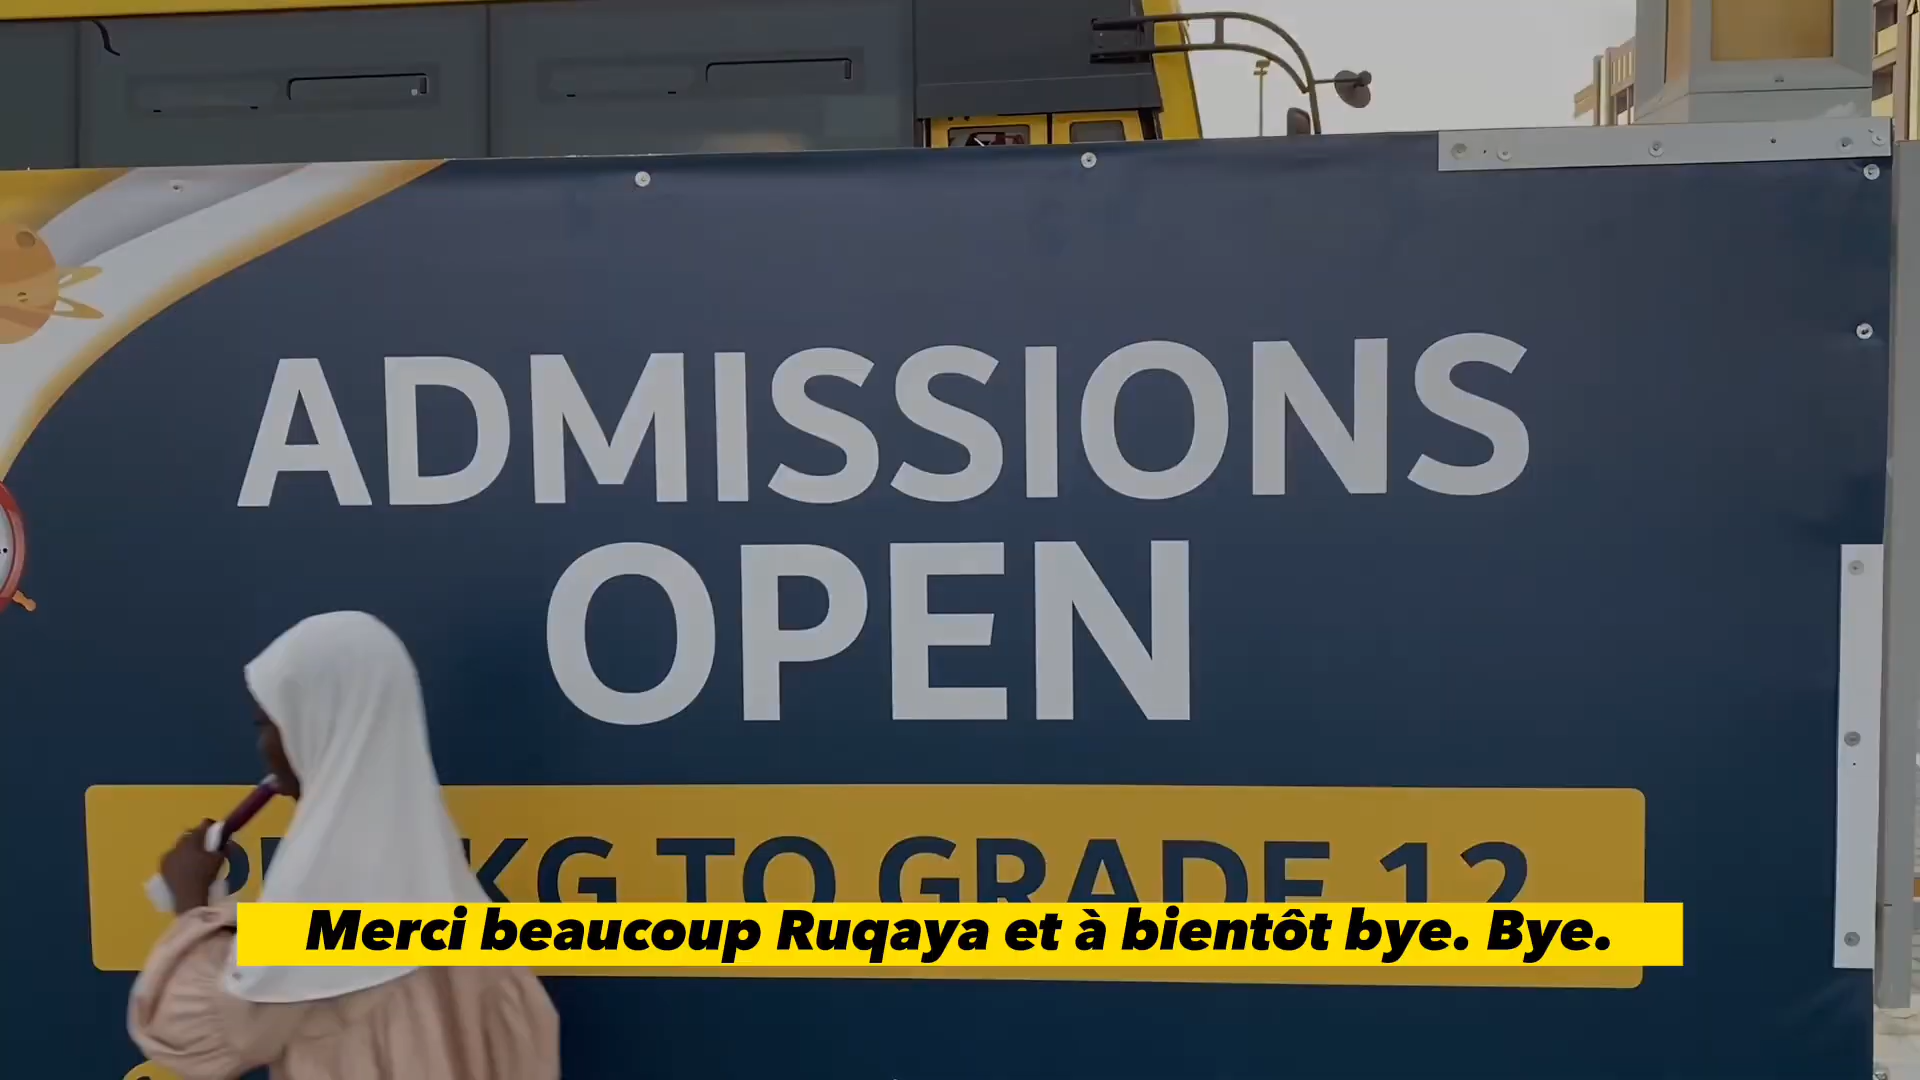 ADMISSIONS
OPEN
KG TO GRADE 12
Merci beaucoup Ruqaya et à bientôt bye. Bye.